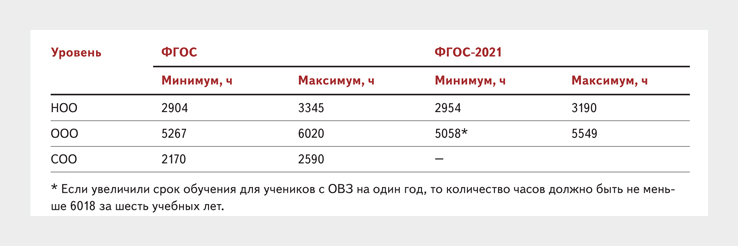 Уровень ФГОС ФГОС-2021
Минимум, ч Максимум, ч Минимум, ч Максимум, ч
НОО 2904 3345 2954 3190
ООО 5267 6020 5058* 5549
СОО 2170 2590 —
* Если увеличили срок обучения для учеников с ОВЗ на один год, то количество часов должно быть не мень-
ше 6018 за шесть учебных лет.